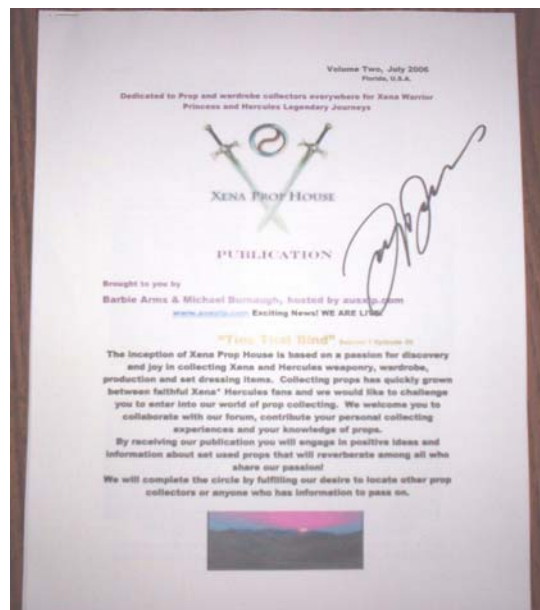 Volume Two, July 2006
Florida, U.S.A.
Dedicated to Prop and wardrobe collectors everywhere for Xena Warrior
Princess and Hercules Legendary Journeys
XENA PROP HOUSE
PUBLICATION
Brought to you by
Barbie Arms & Michael Burnaugh, hosted by ausxip.com
www.ausxip.com Exciting News! WE ARE LIVE
"Ties That Bind" Season 1 Episode 20
The inception of Xena Prop House is based on a passion for discovery
and joy in collecting Xena and Hercules weaponry, wardrobe,
production and set dressing items. Collecting props has quickly grown
between faithful Xena* Hercules fans and we would like to challenge
you to enter into our world of prop collecting. We welcome you to
collaborate with our forum, contribute your personal collecting
experiences and your knowledge of props.
By receiving our publication you will engage in positive ideas and
information about set used props that will reverberate among all who
share our passion!
We will complete the circle by fulfilling our desire to locate other prop
collectors or anyone who has information to pass on.